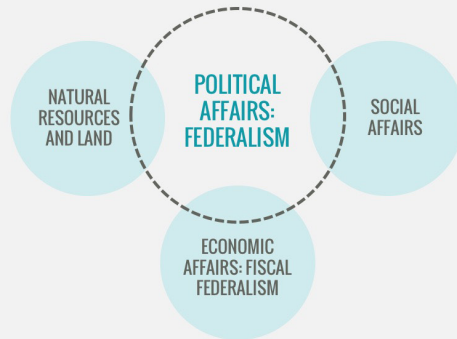 POLITICAL
AFFAIRS:
FEDERALISM
NATURAL
RESOURCES
AND LAND
SOCIAL
AFFAIRS
ECONOMIC
AFFAIRS: FISCAL
FEDERALISM